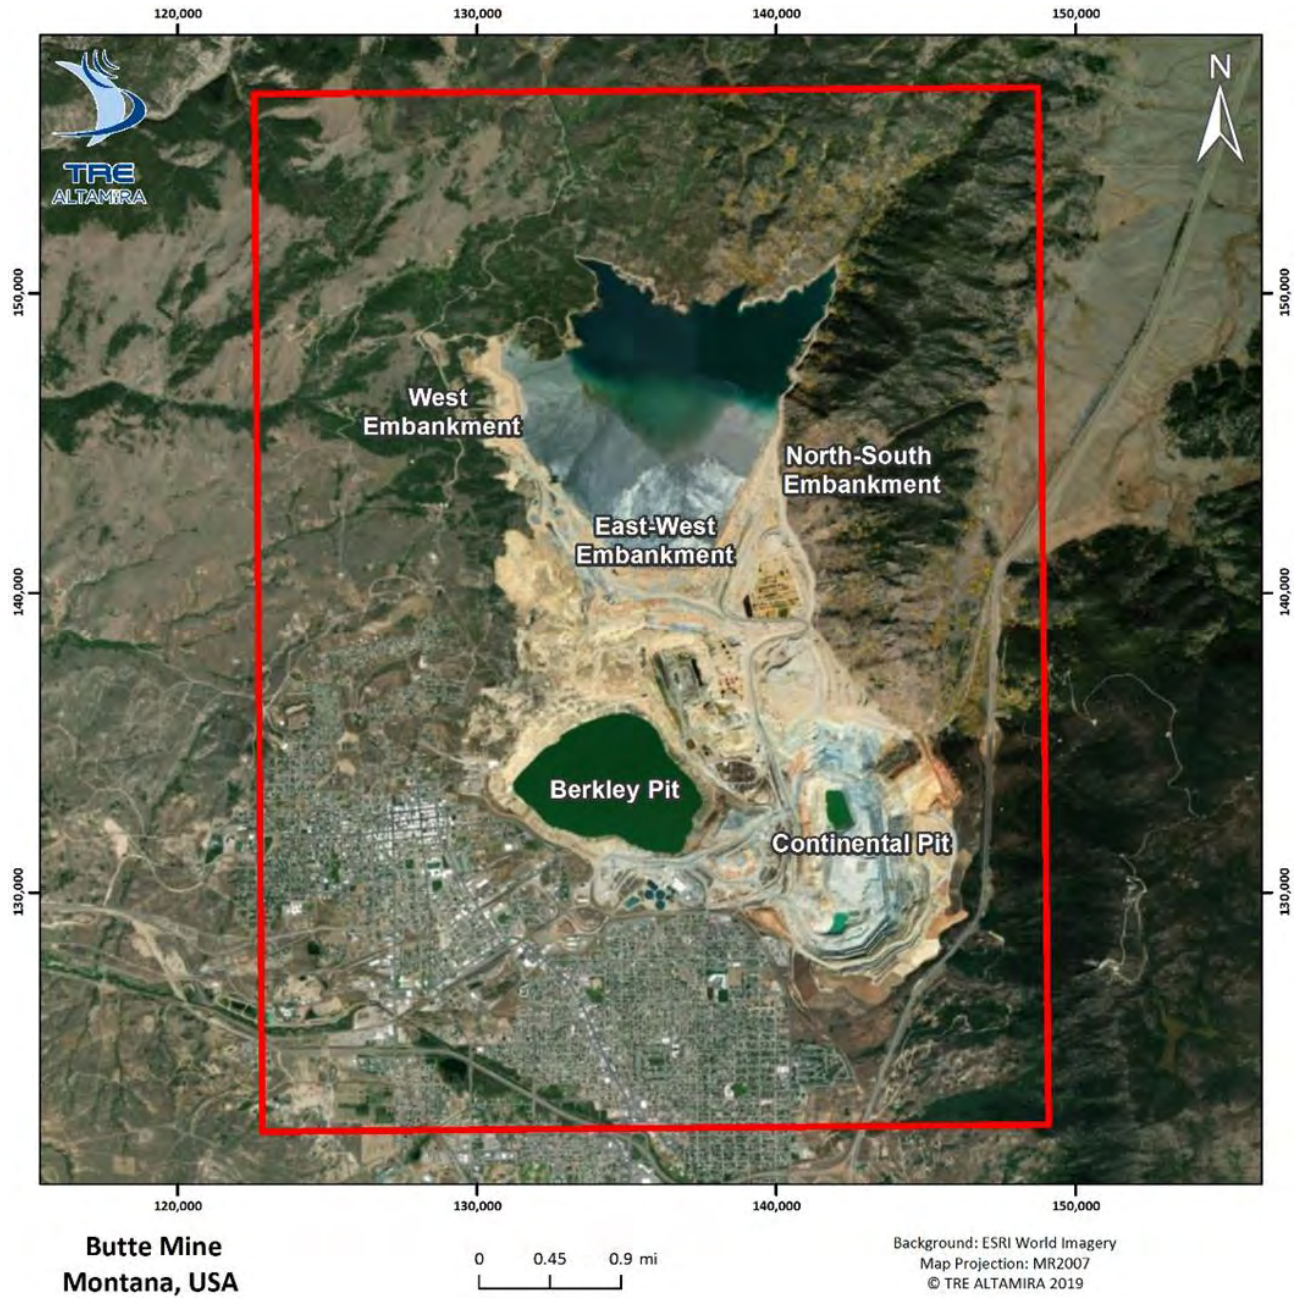 120,000
130,000
140,000
150,000
TRE
ALTAMIRA
N
150,000
150,000
West
Embankment
North-South
Embankment
East-West
Embankment
140,000
140,000
Berkley Pit
Continental Pit
130,000
130,000
120,000
130,000
140,000
150,000
Butte Mine
Montana, USA
0
0.45
0.9 mi
Background: ESRI World Imagery
Map Projection: MR2007
© TRE ALTAMIRA 2019